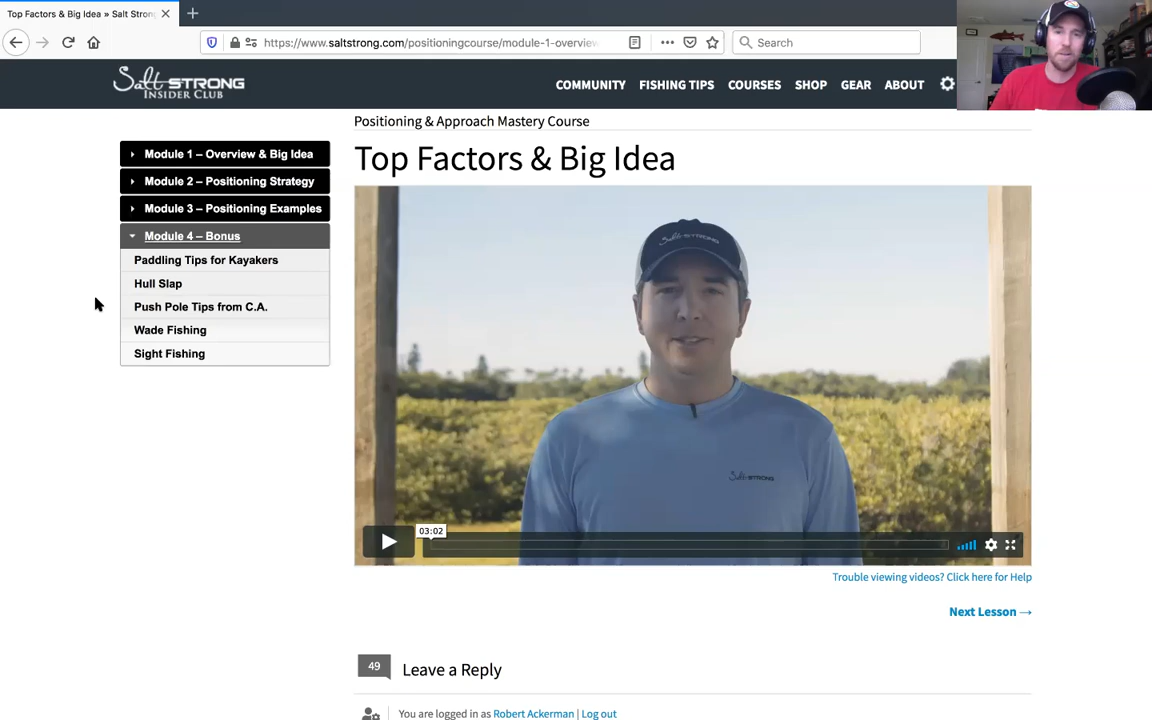 Top Factors & Big Idea » Salt Stron
https://www.saltstrong.com/positioningcourse/module-1-overview
Search
Salt STRONG
INSIDER CLUB
COMMUNITY
FISHING TIPS
COURSES
SHOP
GEAR
ABOUT
Positioning & Approach Mastery Course
Top Factors & Big Idea
Module 1 – Overview & Big Idea
Module 2 – Positioning Strategy
Module 3 – Positioning Examples
Module 4 – Bonus
Paddling Tips for Kayakers
Hull Slap
Push Pole Tips from C.A.
Wade Fishing
Sight Fishing
Salt STRONG
Salt STRONG
03:02
Trouble viewing videos? Click here for Help
Next Lesson →
49
Leave a Reply
You are logged in as Robert Ackerman | Log out